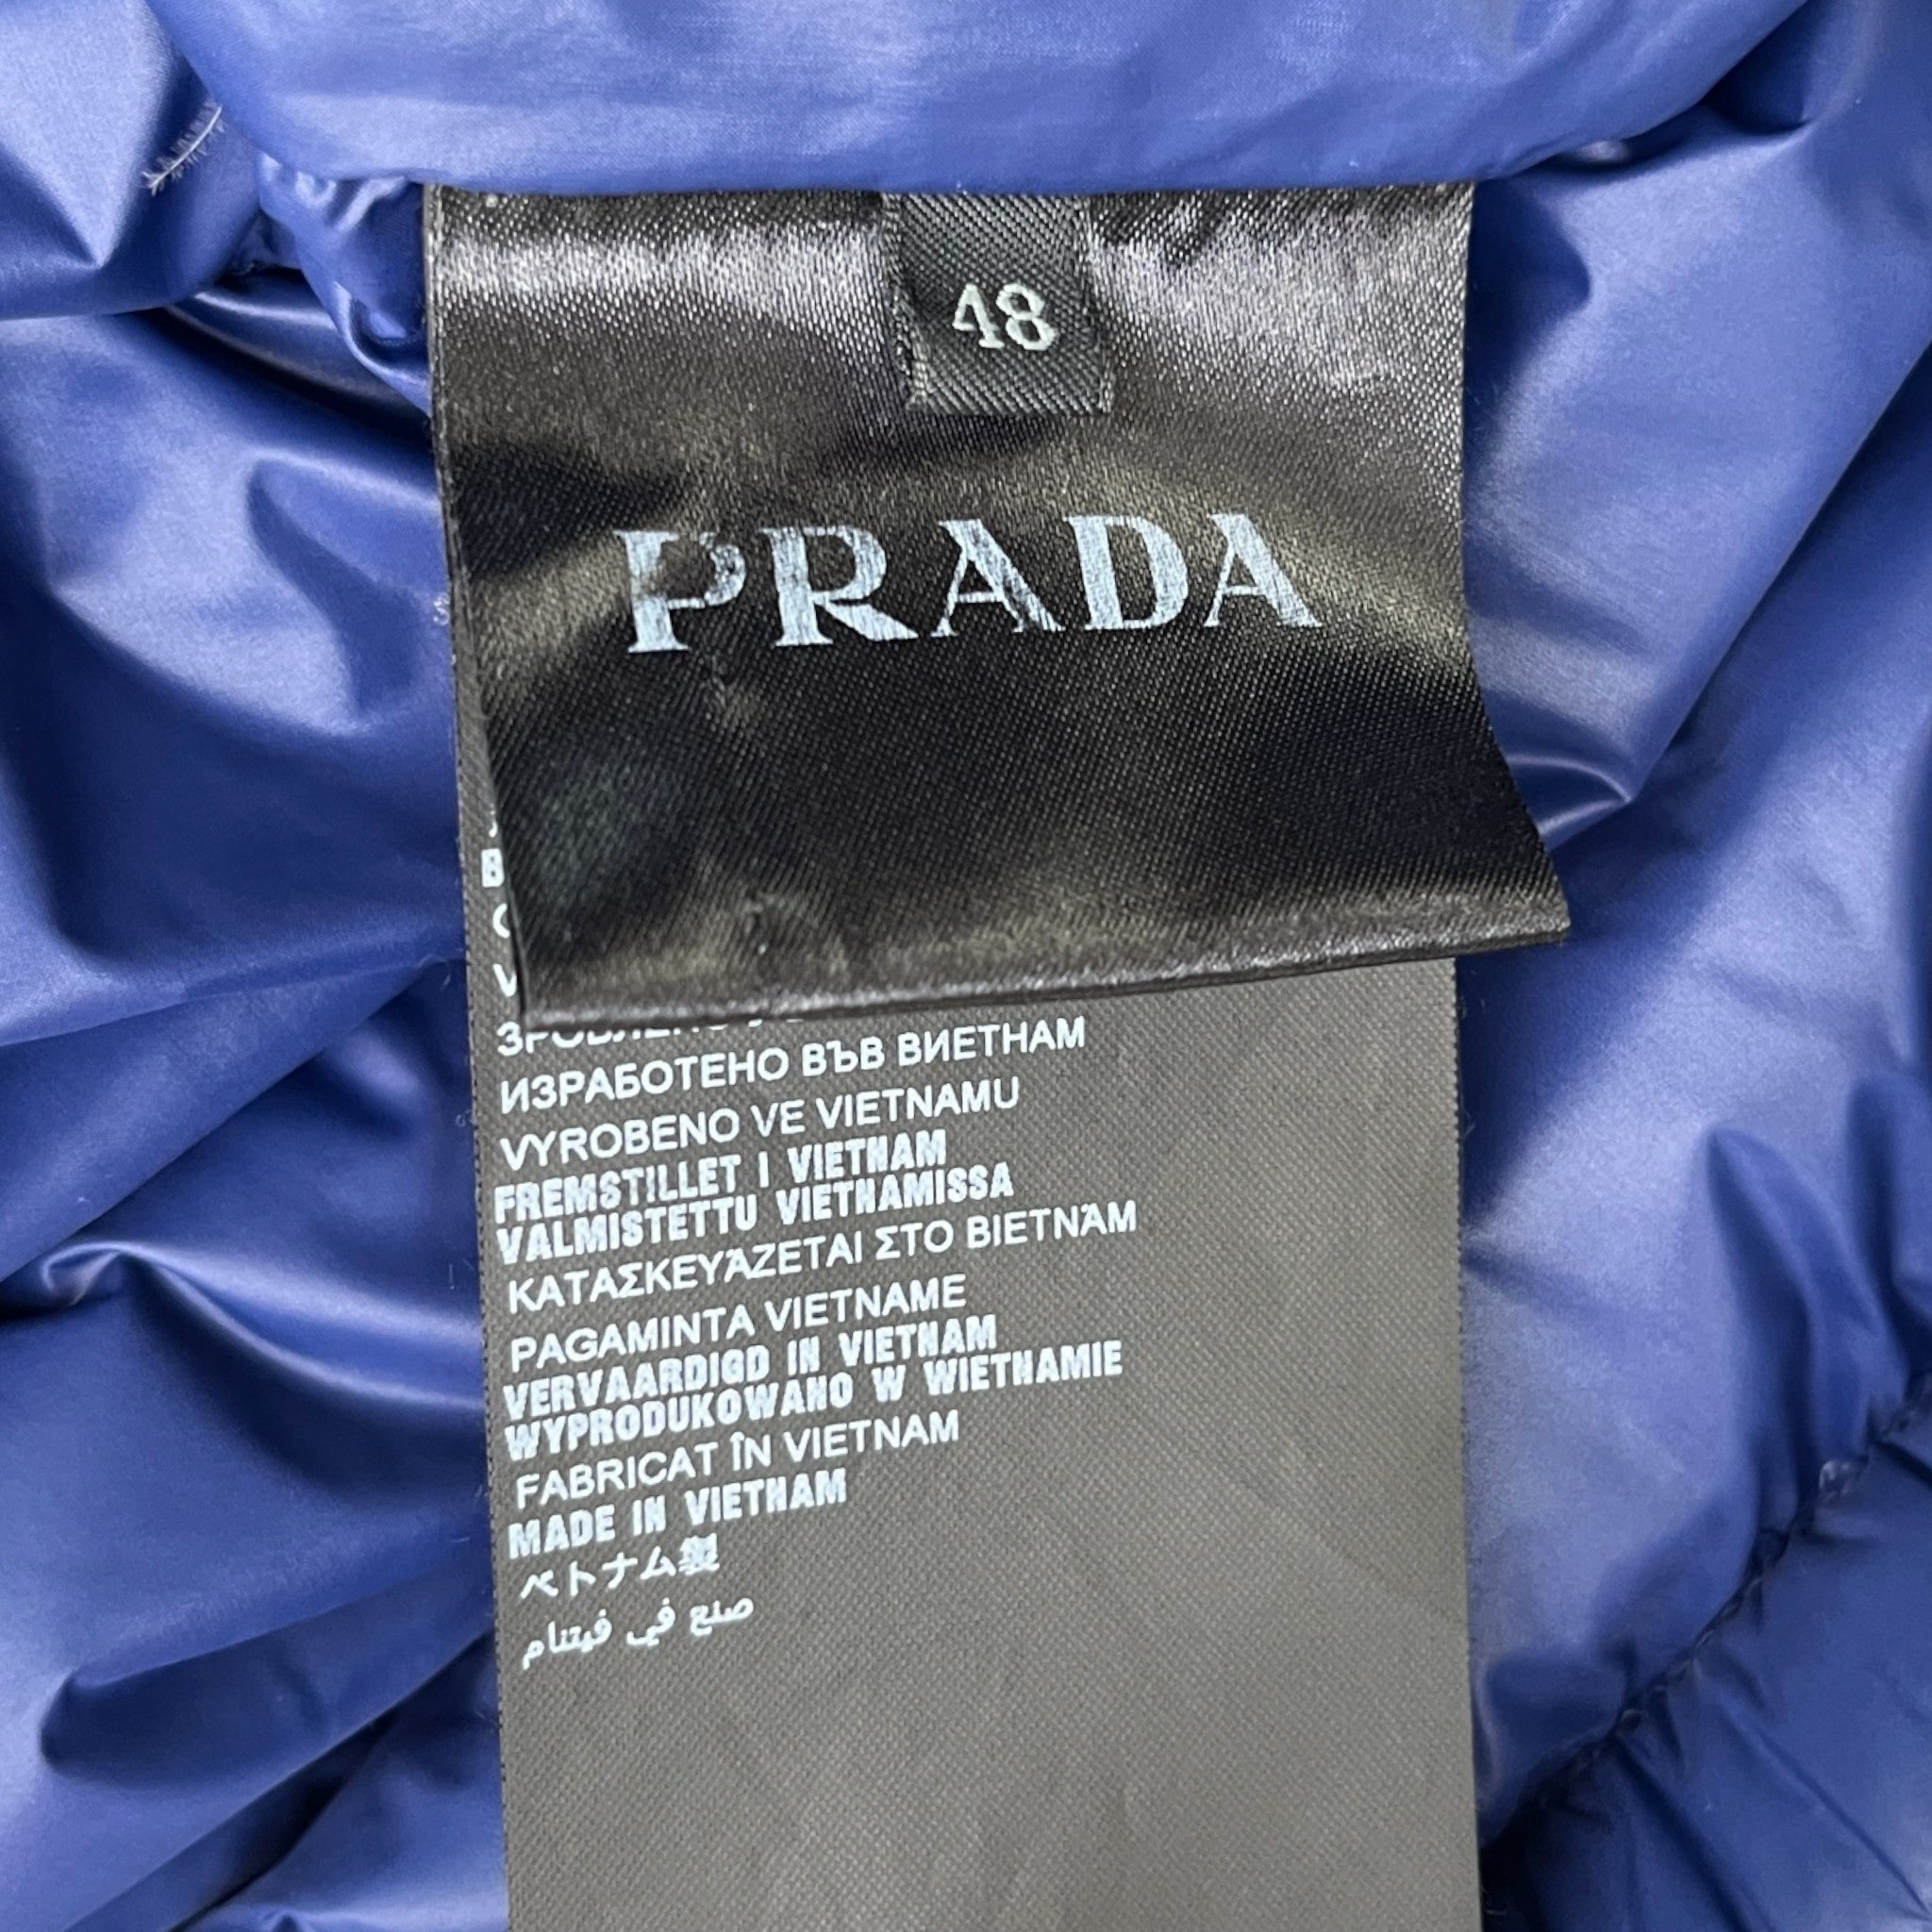 48
PRADA
ИЗРАБОТЕНО ВЪВ ВИЕТНАМ
VYROBENO VE VIETNAMU
FREMSTILLET I VIETNAM
VALMISTETTU VIETNAMISSA
ΚΑΤΑΣΚΕΥΆΖΕΤΑΙ ΣΤΟ ΒΙΕΤΝΆΜ
PAGAMINTA VIETNAME
VERVAARDIGD IN VIETNAM
WYPRODUKOWANO W WIETNAMIE
FABRICAT ÎN VIETNAM
MADE IN VIETNAM
ベトナム製
صنع في فيتنام